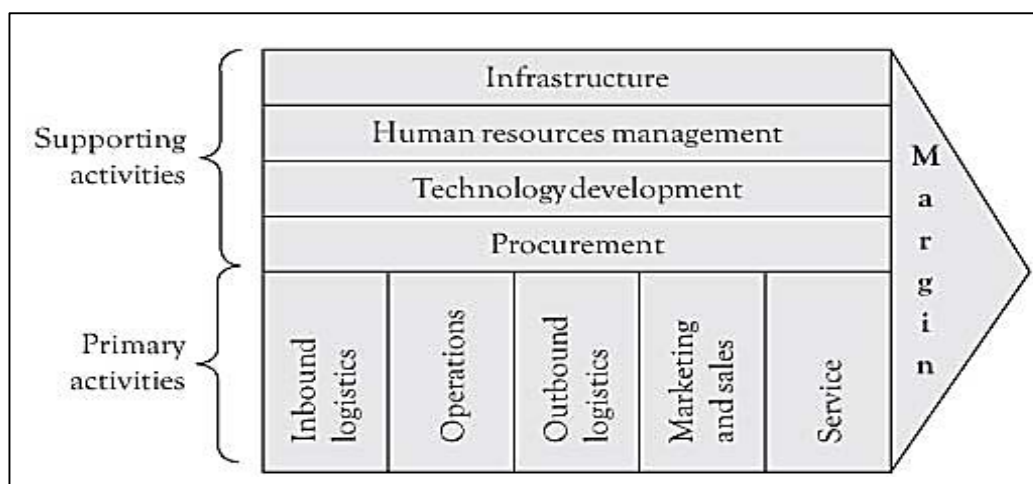 Infrastructure
Human resources management
Technology development
Procurement
Supporting
activities
Primary
activities
Inbound
logistics
Operations
Outbound
logistics
Marketing
and sales
Service
Margin